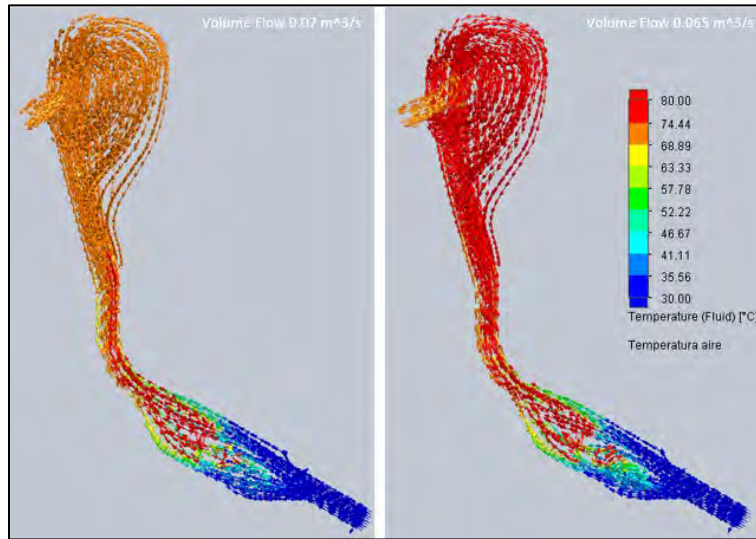 Volume Flow 0.07 m^3/s
Volume Flow 0.065 m^3/s
80.00
74.44
68.89
63.33
57.78
52.22
46.67
41.11
35.56
30.00
Temperature (Fluid) [°C]
Temperatura aire